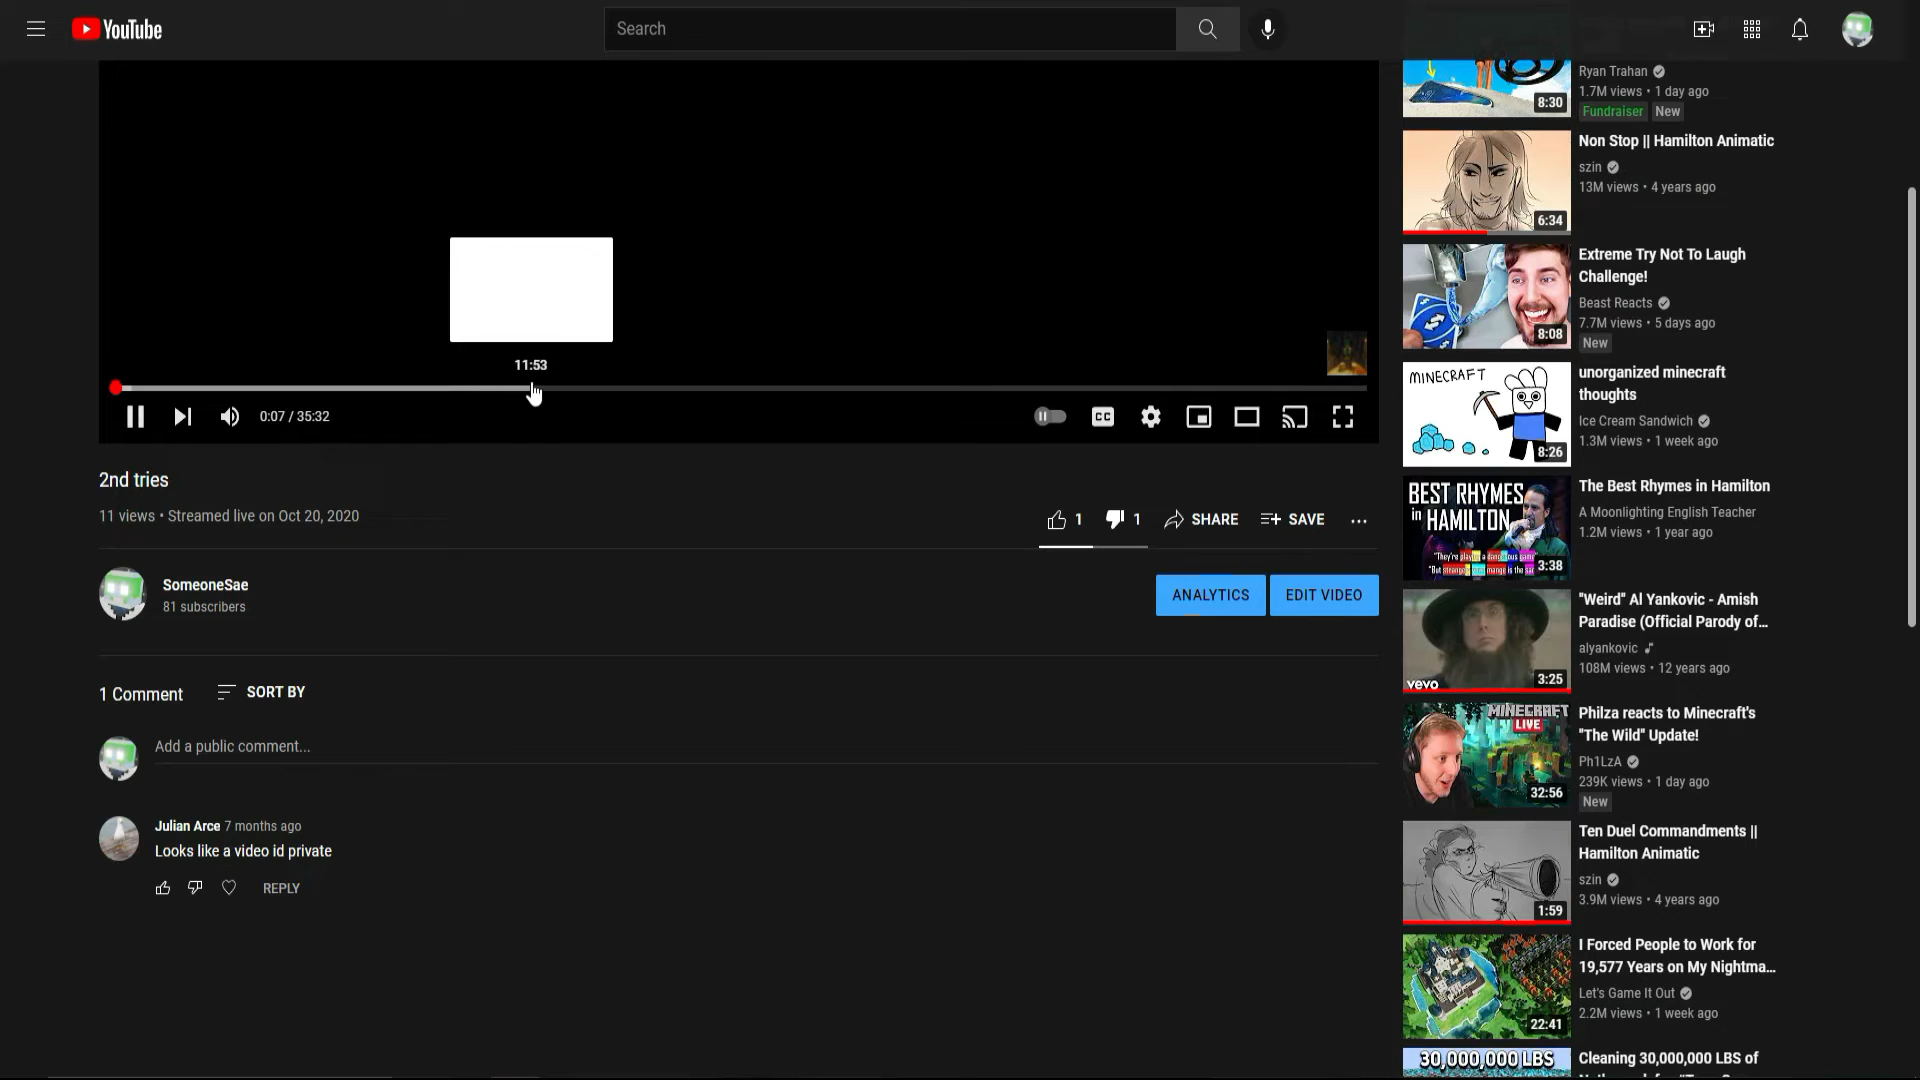 YouTube
Search
11:53
0:07 / 35:32
CC
2nd tries
11 views • Streamed live on Oct 20, 2020
1
1
SHARE
SAVE
SomeoneSae
81 subscribers
ANALYTICS
EDIT VIDEO
1 Comment
SORT BY
Add a public comment...
Julian Arce 7 months ago
Looks like a video id private
REPLY
8:30
Ryan Trahan
1.7M views • 1 day ago
Fundraiser New
6:34
Non Stop || Hamilton Animatic
szin
13M views • 4 years ago
8:08
Extreme Try Not To Laugh
Challenge!
Beast Reacts
7.7M views • 5 days ago
New
MINECRAFT
8:26
unorganized minecraft
thoughts
Ice Cream Sandwich
1.3M views • 1 week ago
BEST RHYMES
in HAMILTON
"They're playing a dangerous game"
3:38
The Best Rhymes in Hamilton
A Moonlighting English Teacher
1.2M views • 1 year ago
vevo
3:25
"Weird" Al Yankovic - Amish
Paradise (Official Parody of...
alyankovic
108M views • 12 years ago
MINECRAFT
LIVE
32:56
Philza reacts to Minecraft's
"The Wild" Update!
Ph1LzA
239K views • 1 day ago
New
1:59
Ten Duel Commandments ||
Hamilton Animatic
szin
3.9M views • 4 years ago
22:41
I Forced People to Work for
19,577 Years on My Nightma...
Let's Game It Out
2.2M views • 1 week ago
30,000,000 LBS
Cleaning 30,000,000 LBS of